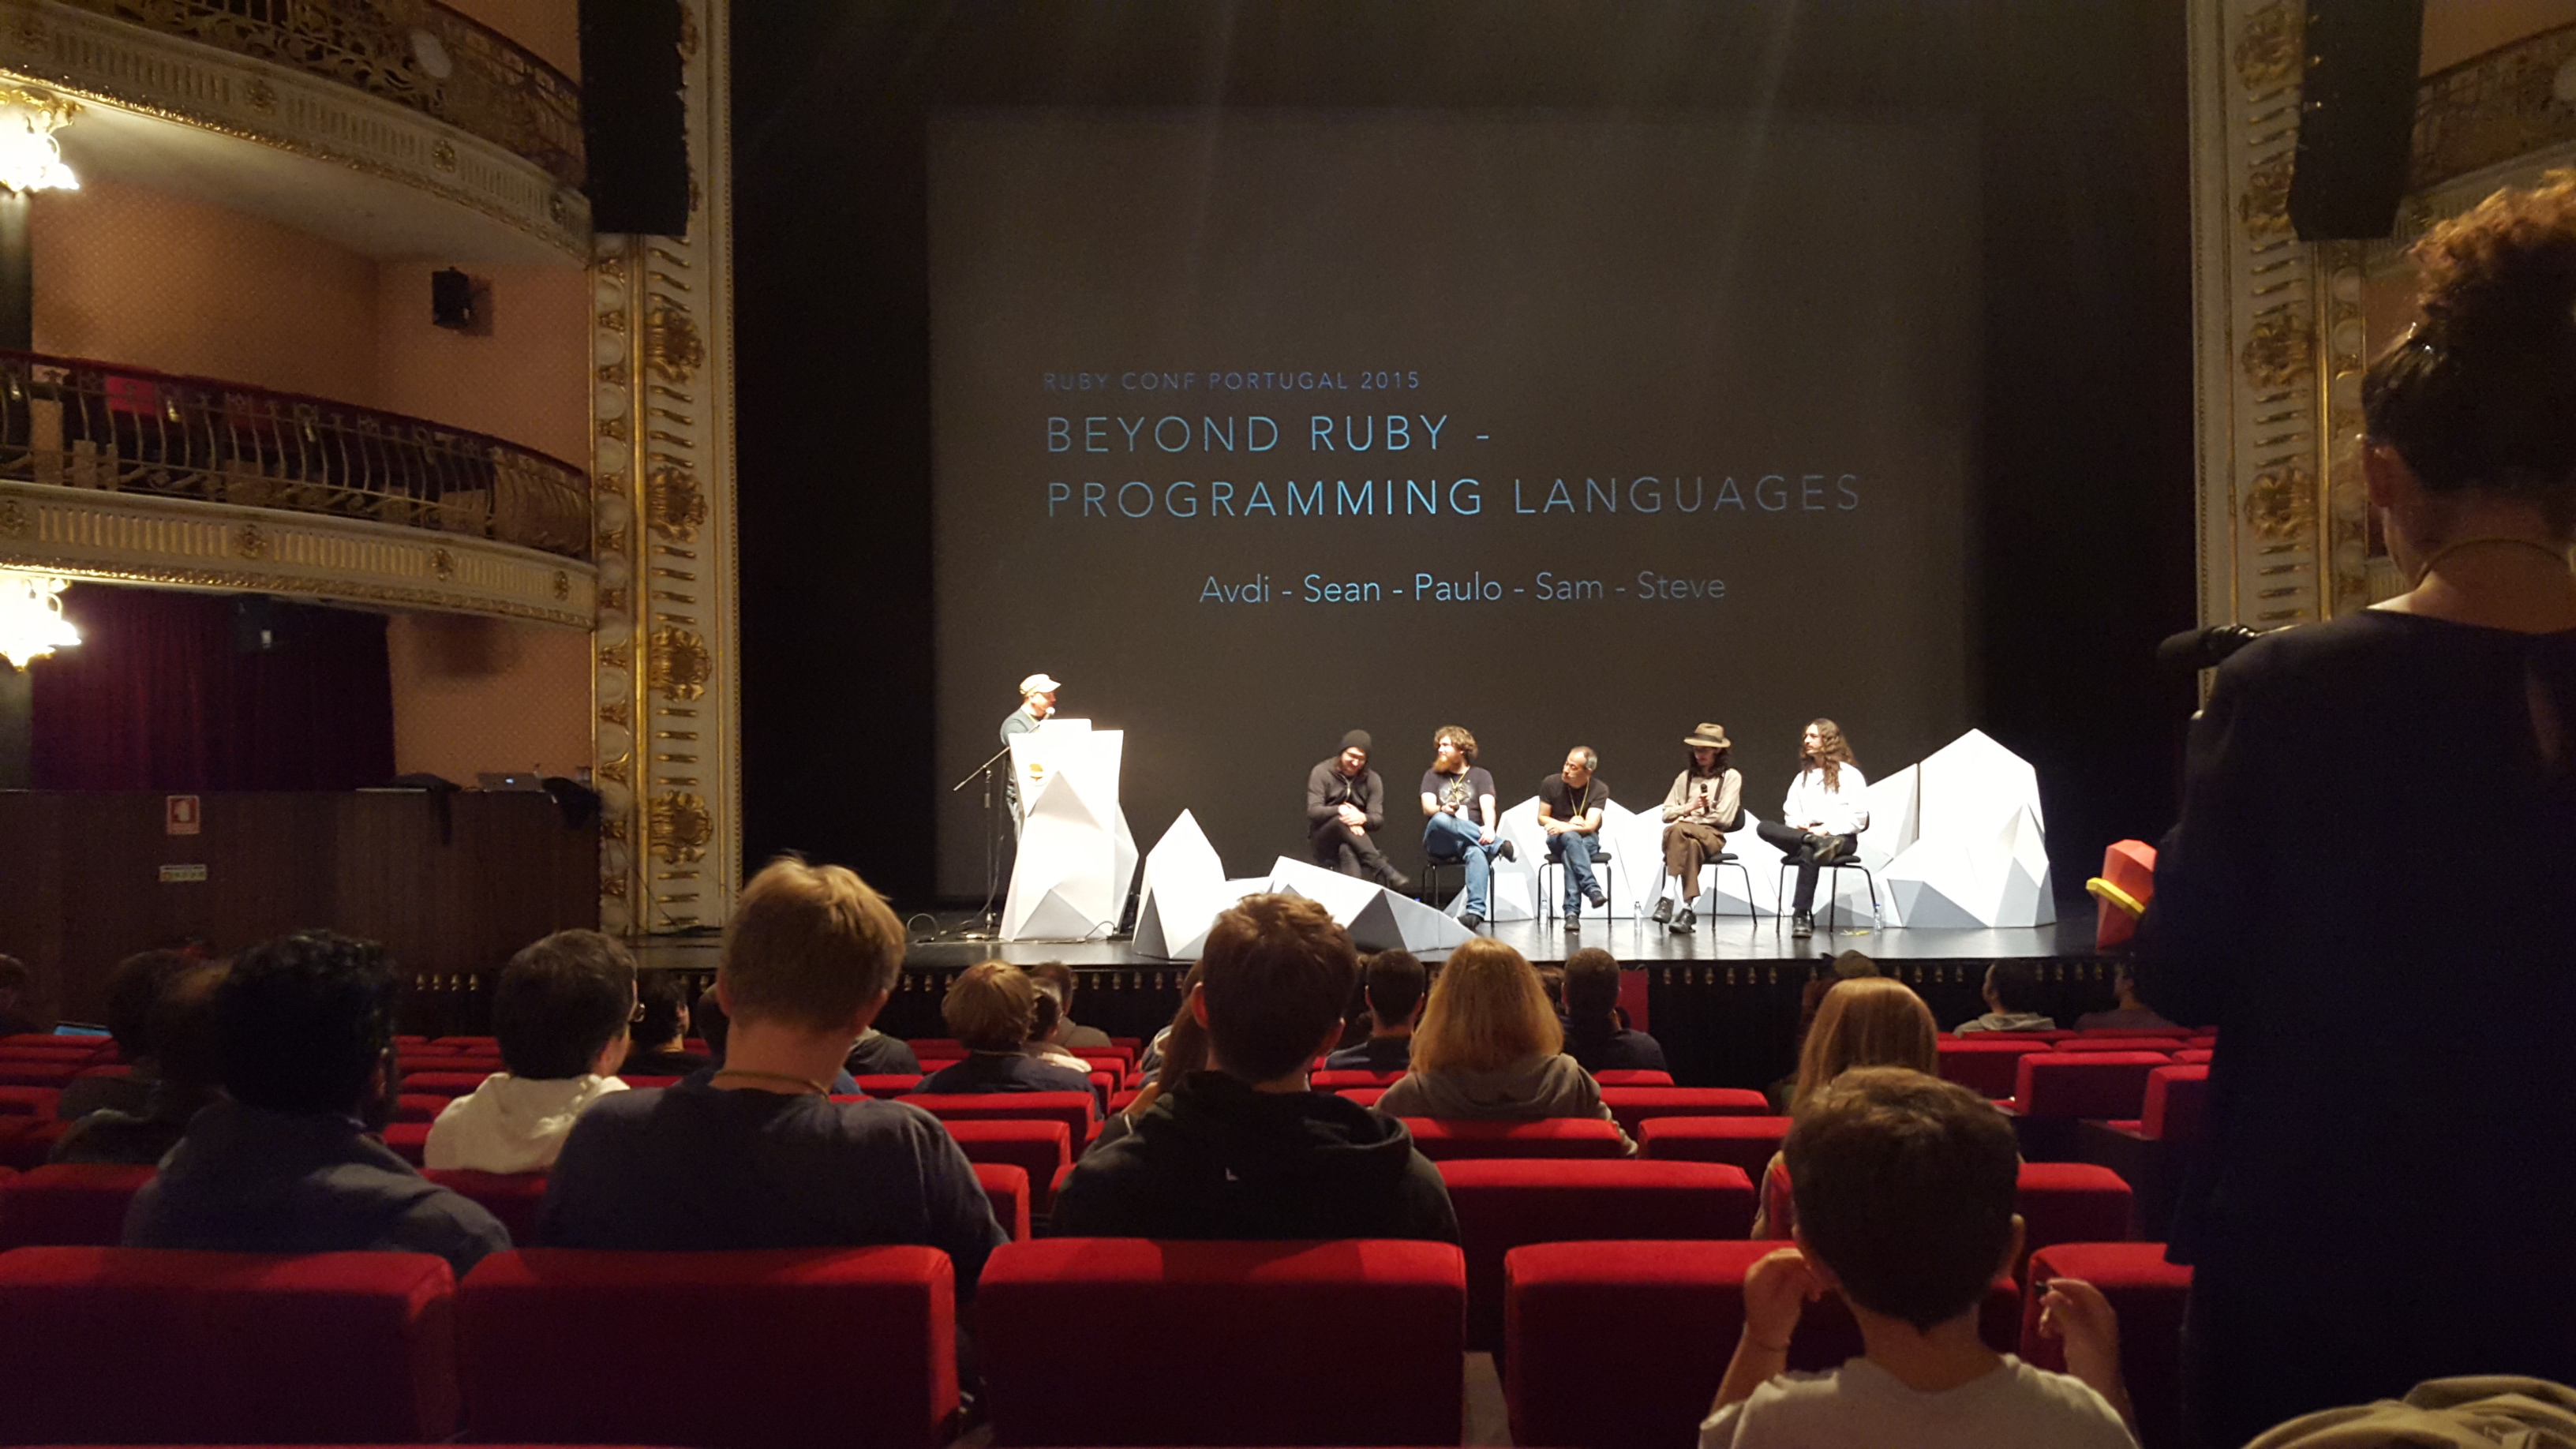 RUBY CONF PORTUGAL 2015
BEYOND RUBY -
PROGRAMMING LANGUAGES
Avdi - Sean - Paulo - Sam - Steve